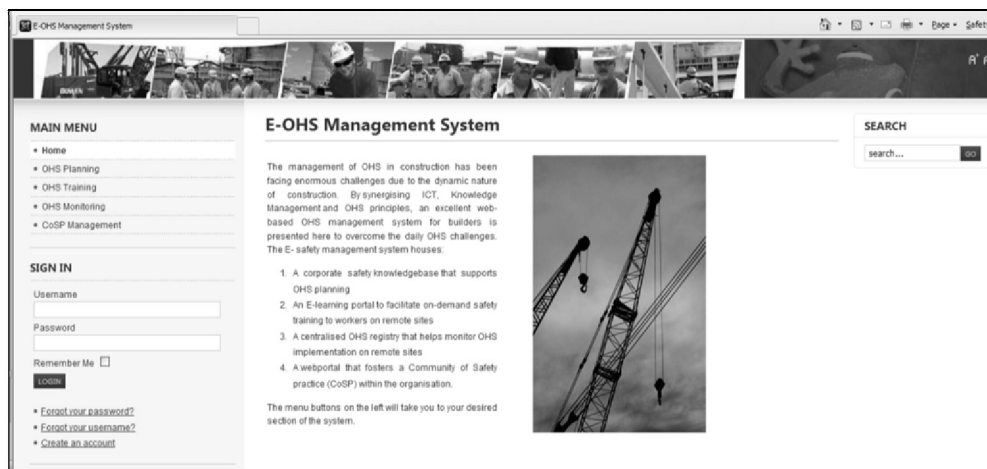 E-OHS Management System
Page
Safet
BOWEN
MAIN MENU
Home
OHS Planning
OHS Training
OHS Monitoring
CoSP Management
SIGN IN
Username
Password
Remember Me
LOGIN
Forgot your password?
Forgot your username?
Create an account
E-OHS Management System
The management of OHS in construction has been
facing enormous challenges due to the dynamic nature
of construction. By synergising ICT, Knowledge
Management and OHS principles, an excellent web-
based OHS management system for builders is
presented here to overcome the daily OHS challenges.
The E- safety management system houses:
1. A corporate safety knowledgebase that supports
OHS planning
2. An E-learning portal to facilitate on-demand safety
training to workers on remote sites
3. A centralised OHS registry that helps monitor OHS
implementation on remote sites
4. A webportal that fosters a Community of Safety
practice (CoSP) within the organisation.
The menu buttons on the left will take you to your desired
section of the system.
SEARCH
search...
GO